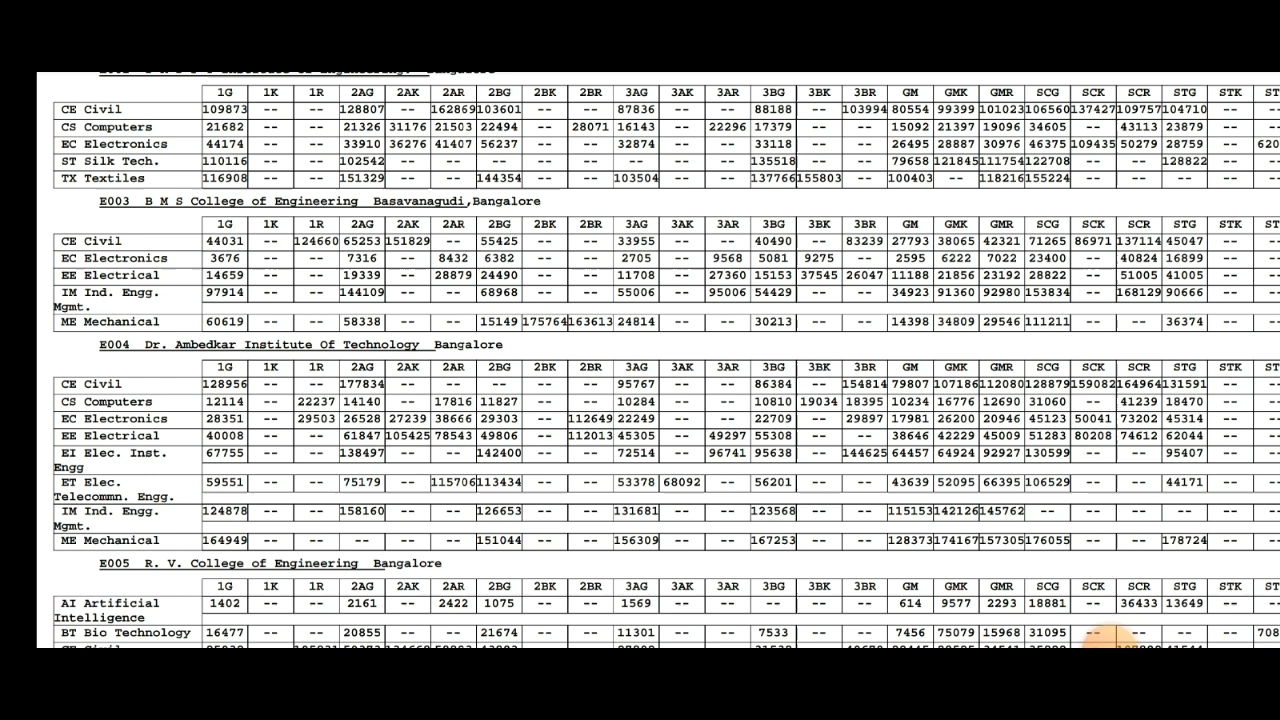 1G 1K 1R 2AG 2AK 2AR 2BG 2BK 2BR 3AG 3AK 3AR 3BG 3BK 3BR GM GMK GMR SCG SCK SCR STG STK ST
CE Civil 109873 -- -- 128807 -- 162869 103601 -- -- 87836 -- -- 88188 -- 103994 80554 99399 101023 106560 137427 109757 104710 -- --
CS Computers 21682 -- -- 21326 31176 21503 22494 -- 28071 16143 -- 22296 17379 -- -- 15092 21397 19096 34605 -- 43113 23879 -- --
EC Electronics 44174 -- -- 33910 36276 41407 56237 -- -- 32874 -- -- 33118 -- -- 26495 28887 30976 46375 109435 50279 28759 -- 620
ST Silk Tech. 110116 -- -- 102542 -- -- -- -- -- -- -- -- 135518 -- -- 79658 121845 111754 122708 -- -- 128822 -- --
TX Textiles 116908 -- -- 151329 -- -- 144354 -- -- 103504 -- -- 137766 155803 -- 100403 -- 118216 155224 -- -- -- -- --
E003 B M S College of Engineering Basavanagudi,Bangalore
1G 1K 1R 2AG 2AK 2AR 2BG 2BK 2BR 3AG 3AK 3AR 3BG 3BK 3BR GM GMK GMR SCG SCK SCR STG STK ST
CE Civil 44031 -- 124660 65253 151829 -- 55425 -- -- 33955 -- -- 40490 -- 83239 27793 38065 42321 71265 86971 137114 45047 -- --
EC Electronics 3676 -- -- 7316 -- 8432 6382 -- -- 2705 -- 9568 5081 9275 -- 2595 6222 7022 23400 -- 40824 16899 -- --
EE Electrical 14659 -- -- 19339 -- 28879 24490 -- -- 11708 -- 27360 15153 37545 26047 11188 21856 23192 28822 -- 51005 41005 -- --
IM Ind. Engg. 97914 -- -- 144109 -- -- 68968 -- -- 55006 -- 95006 54429 -- -- 34923 91360 92980 153834 -- 168129 90666 -- --
Mgmt.
ME Mechanical 60619 -- -- 58338 -- -- 15149 175764 163613 24814 -- -- 30213 -- -- 14398 34809 29546 111211 -- -- 36374 -- --
E004 Dr. Ambedkar Institute Of Technology Bangalore
1G 1K 1R 2AG 2AK 2AR 2BG 2BK 2BR 3AG 3AK 3AR 3BG 3BK 3BR GM GMK GMR SCG SCK SCR STG STK ST
CE Civil 128956 -- -- 177834 -- -- -- -- -- 95767 -- -- 86384 -- 154814 79807 107186 112080 128879 159082 164964 131591 -- --
CS Computers 12114 -- 22237 14140 -- 17816 11827 -- -- 10284 -- -- 10810 19034 18395 10234 16776 12690 31060 -- 41239 18470 -- --
EC Electronics 28351 -- 29503 26528 27239 38666 29303 -- 112649 22249 -- -- 22709 -- 29897 17981 26200 20946 45123 50041 73202 45314 -- --
EE Electrical 40008 -- -- 61847 105425 78543 49806 -- 112013 45305 -- 49297 55308 -- -- 38646 42229 45009 51283 80208 74612 62044 -- --
EI Elec. Inst. 67755 -- -- 138497 -- -- 142400 -- -- 72514 -- 96741 95638 -- 144625 64457 64924 92927 130599 -- -- 95407 -- --
Engg
ET Elec. 59551 -- -- 75179 -- 115706 113434 -- -- 53378 68092 -- 56201 -- -- 43639 52095 66395 106529 -- -- 44171 -- --
Telecommn. Engg.
IM Ind. Engg. 124878 -- -- 158160 -- -- 126653 -- -- 131681 -- -- 123568 -- -- 115153 142126 145762 -- -- -- -- -- --
Mgmt.
ME Mechanical 164949 -- -- -- -- -- 151044 -- -- 156309 -- -- 167253 -- -- 128373 174167 157305 176055 -- -- 178724 -- --
E005 R. V. College of Engineering Bangalore
1G 1K 1R 2AG 2AK 2AR 2BG 2BK 2BR 3AG 3AK 3AR 3BG 3BK 3BR GM GMK GMR SCG SCK SCR STG STK ST
AI Artificial 1402 -- -- 2161 -- 2422 1075 -- -- 1569 -- -- -- -- -- 614 9577 2293 18881 -- 36433 13649 -- --
Intelligence
BT Bio Technology 16477 -- -- 20855 -- -- 21674 -- -- 11301 -- -- 7533 -- -- 7456 75079 15968 31095 -- -- -- -- 708